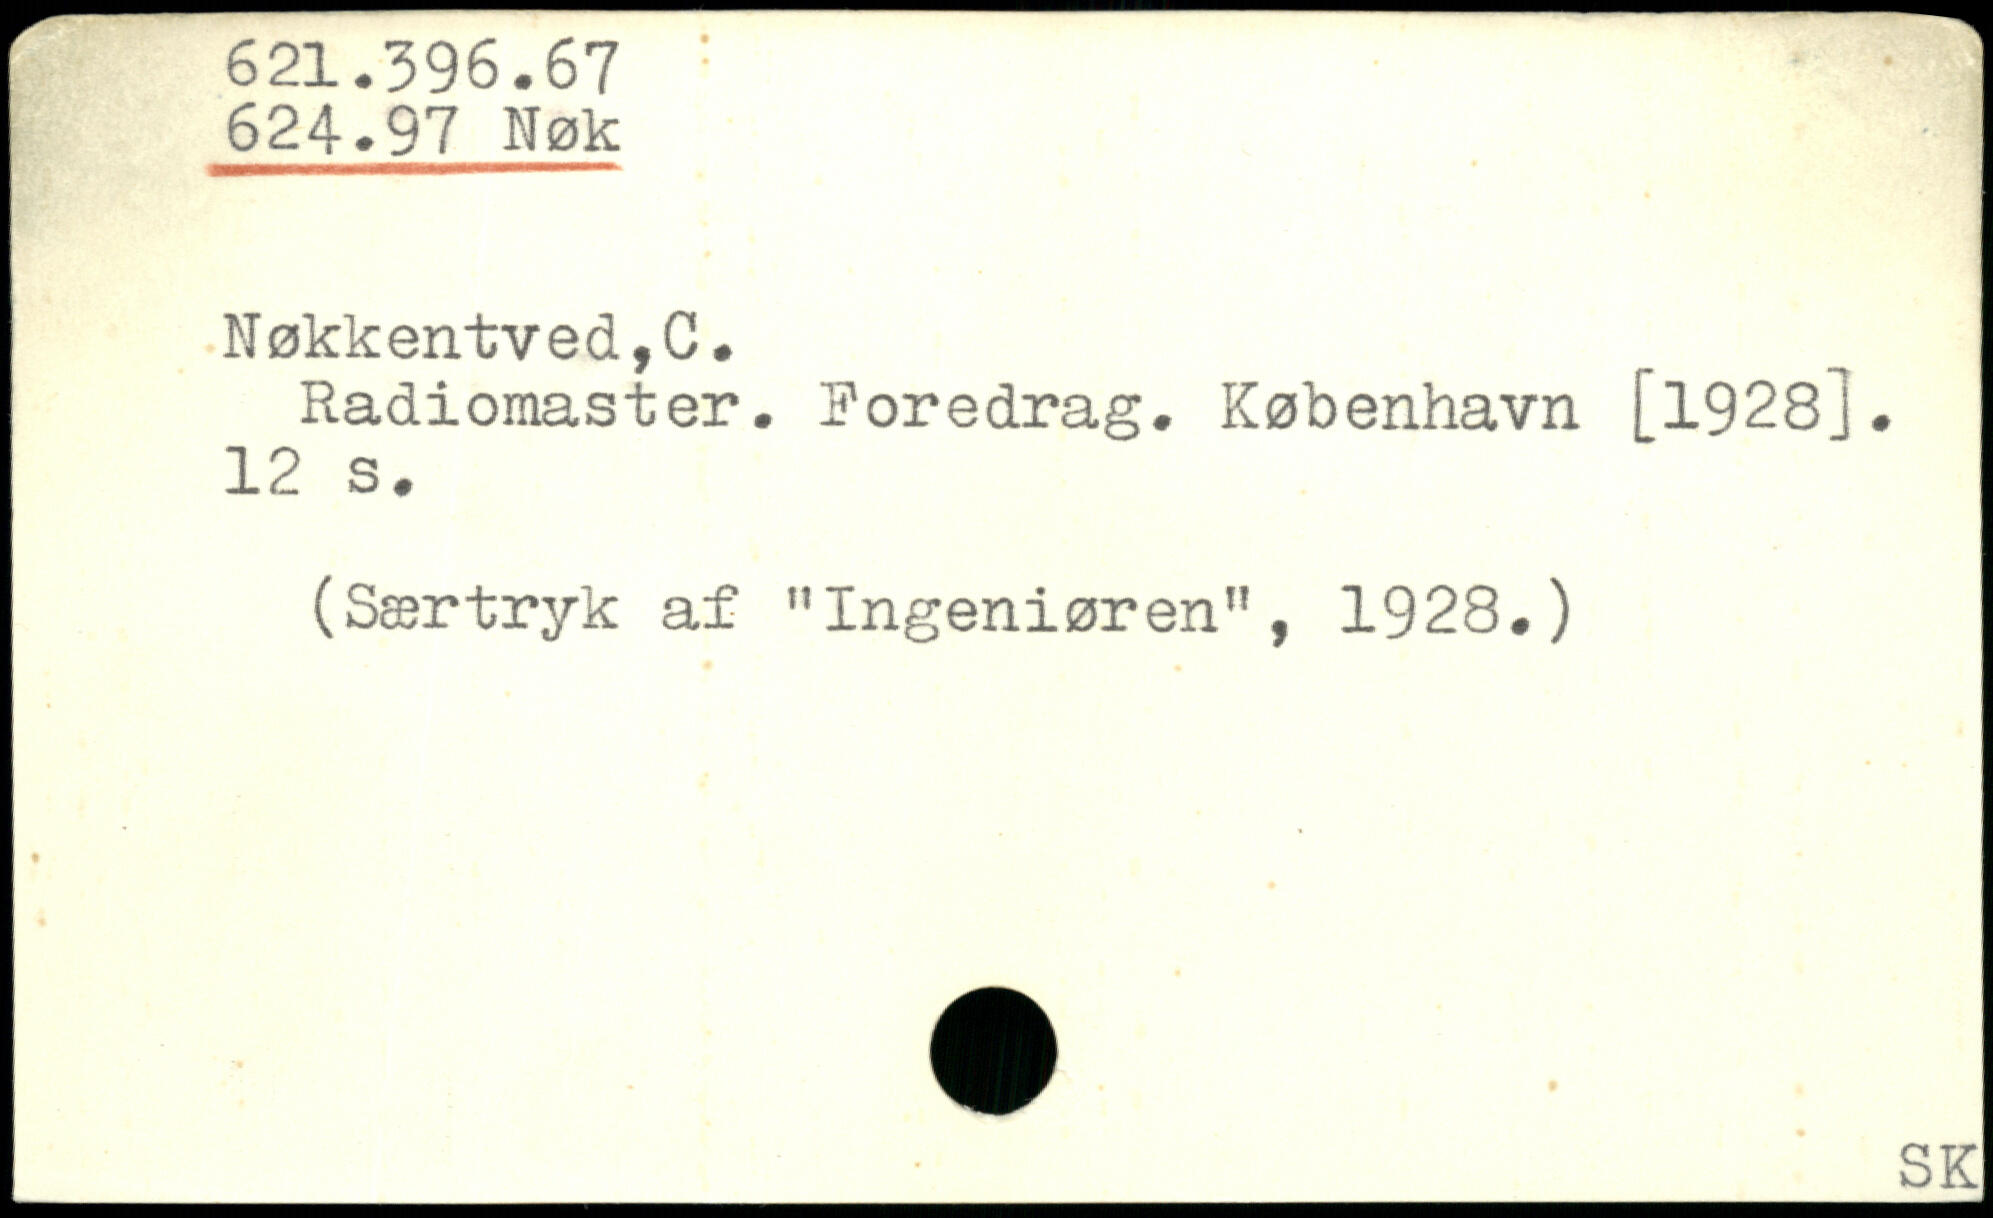 621.396.67
624.97 Nøk
Nøkkentved,C.
Radiomaster. Foredrag. København [1928].
12 s.
(Særtryk af "Ingeniøren", 1928.)
SK